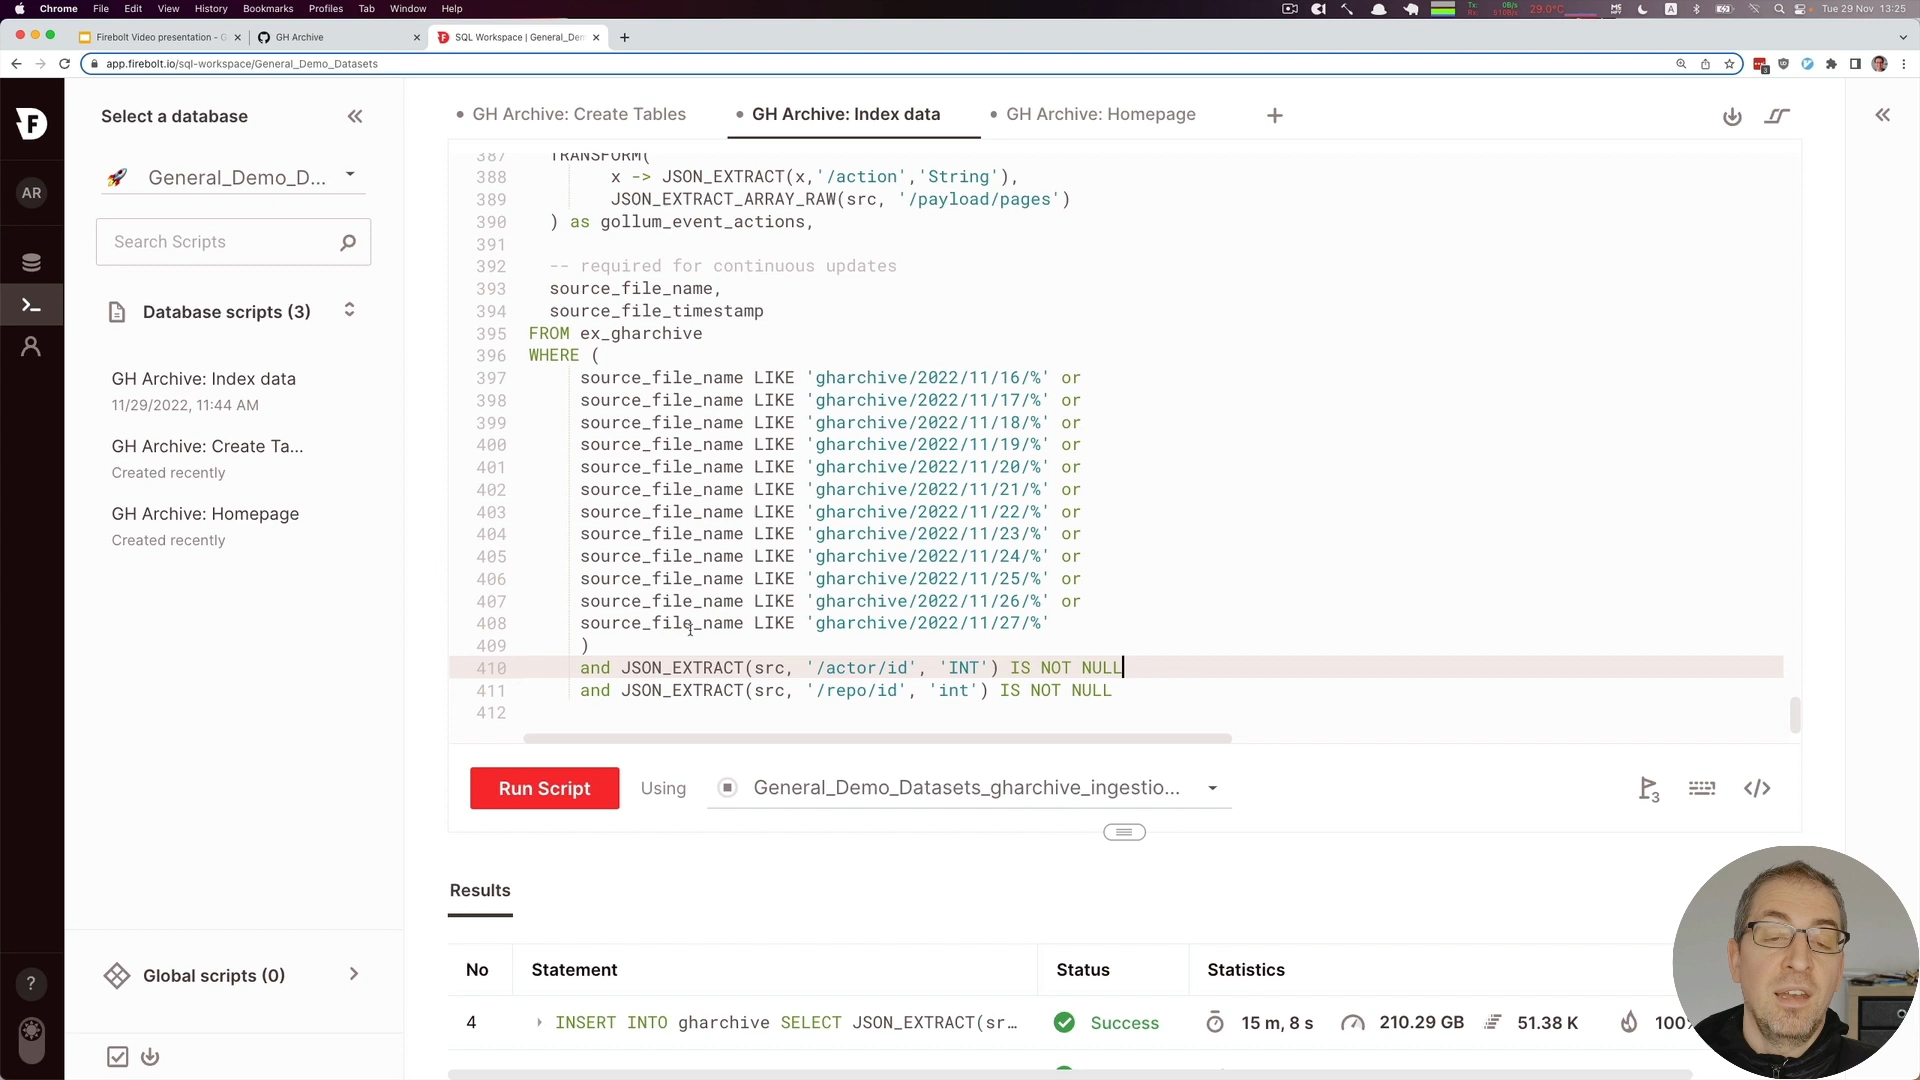 Chrome File Edit View History Bookmarks Profiles Tab Window Help
29.0°C
Tue 29 Nov 13:25
Firebolt Video presentation - G
GH Archive
SQL Workspace | General_Dem
app.firebolt.io/sql-workspace/General_Demo_Datasets
AR
Select a database
General_Demo_D...
Search Scripts
Database scripts (3)
GH Archive: Index data
11/29/2022, 11:44 AM
GH Archive: Create Ta...
Created recently
GH Archive: Homepage
Created recently
Global scripts (0)
GH Archive: Create Tables
GH Archive: Index data
GH Archive: Homepage
387 TRANSFORM(
388 x -> JSON_EXTRACT(x,'/action','String'),
389 JSON_EXTRACT_ARRAY_RAW(src, '/payload/pages')
390 ) as gollum_event_actions,
391
392 -- required for continuous updates
393 source_file_name,
394 source_file_timestamp
395 FROM ex_gharchive
396 WHERE (
397 source_file_name LIKE 'gharchive/2022/11/16/%' or
398 source_file_name LIKE 'gharchive/2022/11/17/%' or
399 source_file_name LIKE 'gharchive/2022/11/18/%' or
400 source_file_name LIKE 'gharchive/2022/11/19/%' or
401 source_file_name LIKE 'gharchive/2022/11/20/%' or
402 source_file_name LIKE 'gharchive/2022/11/21/%' or
403 source_file_name LIKE 'gharchive/2022/11/22/%' or
404 source_file_name LIKE 'gharchive/2022/11/23/%' or
405 source_file_name LIKE 'gharchive/2022/11/24/%' or
406 source_file_name LIKE 'gharchive/2022/11/25/%' or
407 source_file_name LIKE 'gharchive/2022/11/26/%' or
408 source_file_name LIKE 'gharchive/2022/11/27/%'
409 )
410 and JSON_EXTRACT(src, '/actor/id', 'INT') IS NOT NULL
411 and JSON_EXTRACT(src, '/repo/id', 'int') IS NOT NULL
412
Run Script Using General_Demo_Datasets_gharchive_ingestio...
3
Results
No Statement Status Statistics
4 INSERT INTO gharchive SELECT JSON_EXTRACT(sr... Success 15 m, 8 s 210.29 GB 51.38 K 100%